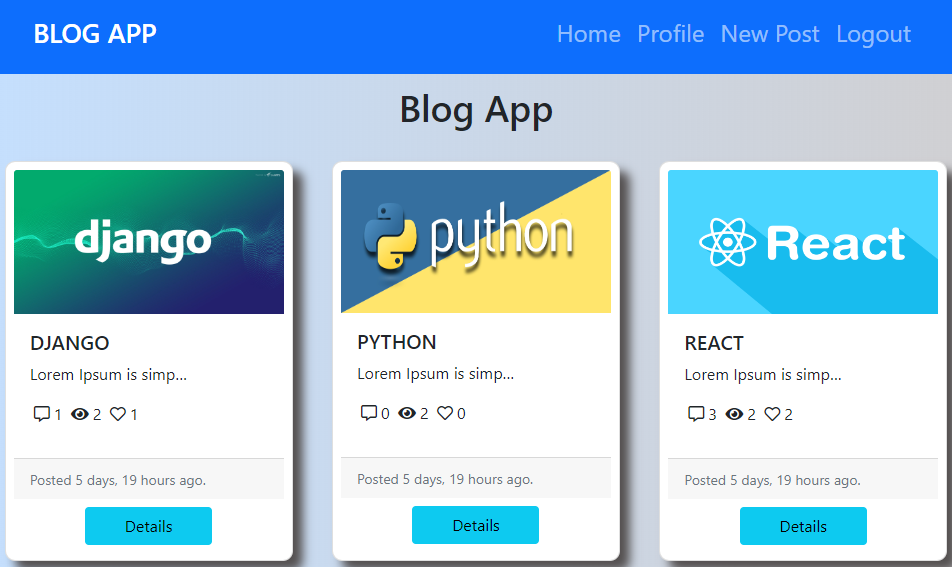 BLOG APP
Home Profile New Post Logout
Blog App
django
DJANGO
Lorem Ipsum is simp...
1 2 1
Posted 5 days, 19 hours ago.
Details
python
PYTHON
Lorem Ipsum is simp...
0 2 0
Posted 5 days, 19 hours ago.
Details
React
REACT
Lorem Ipsum is simp...
3 2 2
Posted 5 days, 19 hours ago.
Details